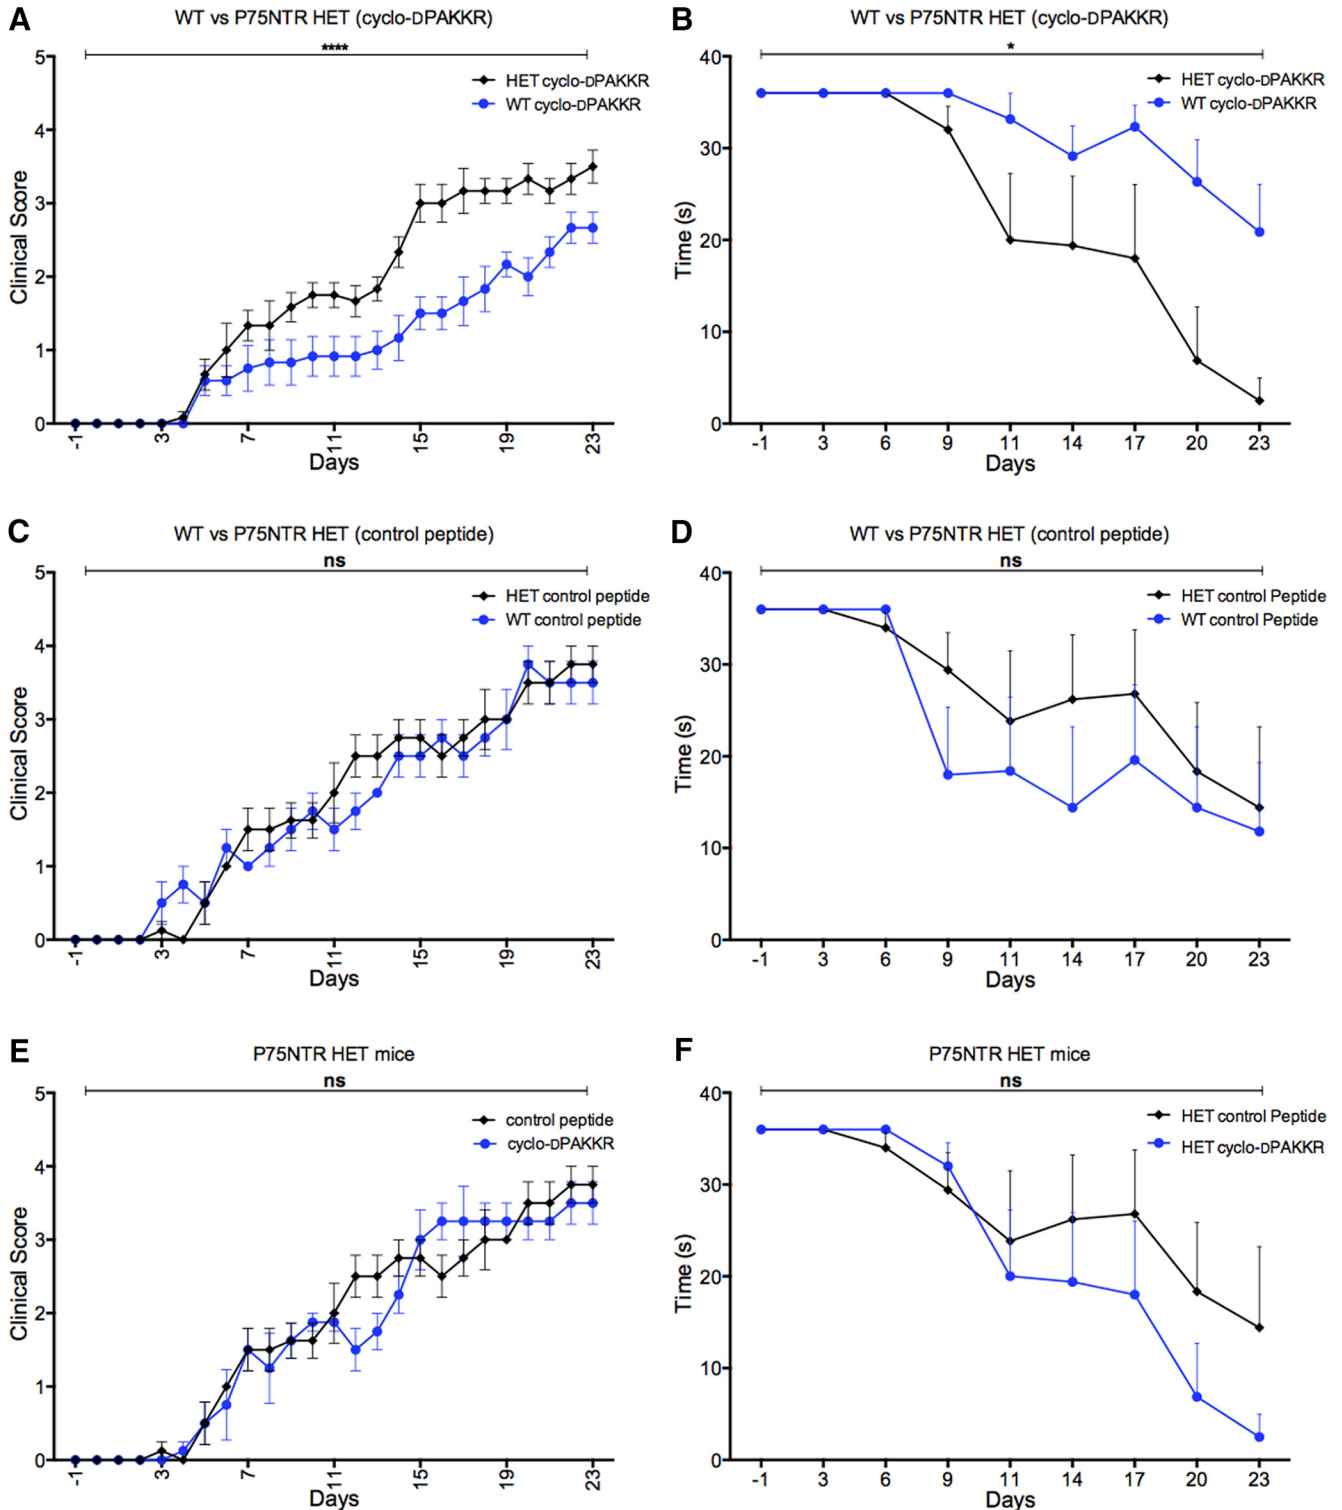 A
WT vs P75NTR HET (cyclo-DPAKKR)
****
HET cyclo-DPAKKR
WT cyclo-DPAKKR
Clinical Score
5
4
3
2
1
0
-1 3 7 11 15 19 23
Days
B
WT vs P75NTR HET (cyclo-DPAKKR)
*
HET cyclo-DPAKKR
WT cyclo-DPAKKR
Time (s)
40
30
20
10
0
-1 3 6 9 11 14 17 20 23
Days
C
WT vs P75NTR HET (control peptide)
ns
HET control peptide
WT control peptide
Clinical Score
5
4
3
2
1
0
-1 3 7 11 15 19 23
Days
D
WT vs P75NTR HET (control peptide)
ns
HET control Peptide
WT control Peptide
Time (s)
40
30
20
10
0
-1 3 6 9 11 14 17 20 23
Days
E
P75NTR HET mice
ns
control peptide
cyclo-DPAKKR
Clinical Score
5
4
3
2
1
0
-1 3 7 11 15 19 23
Days
F
P75NTR HET mice
ns
HET control Peptide
HET cyclo-DPAKKR
Time (s)
40
30
20
10
0
-1 3 6 9 11 14 17 20 23
Days